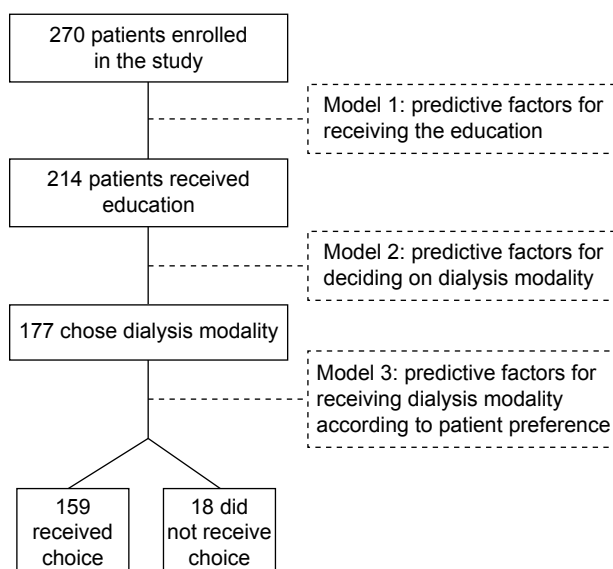 270 patients enrolled
in the study
Model 1: predictive factors for
receiving the education
214 patients received
education
Model 2: predictive factors for
deciding on dialysis modality
177 chose dialysis modality
Model 3: predictive factors for
receiving dialysis modality
according to patient preference
159
received
choice
18 did
not receive
choice